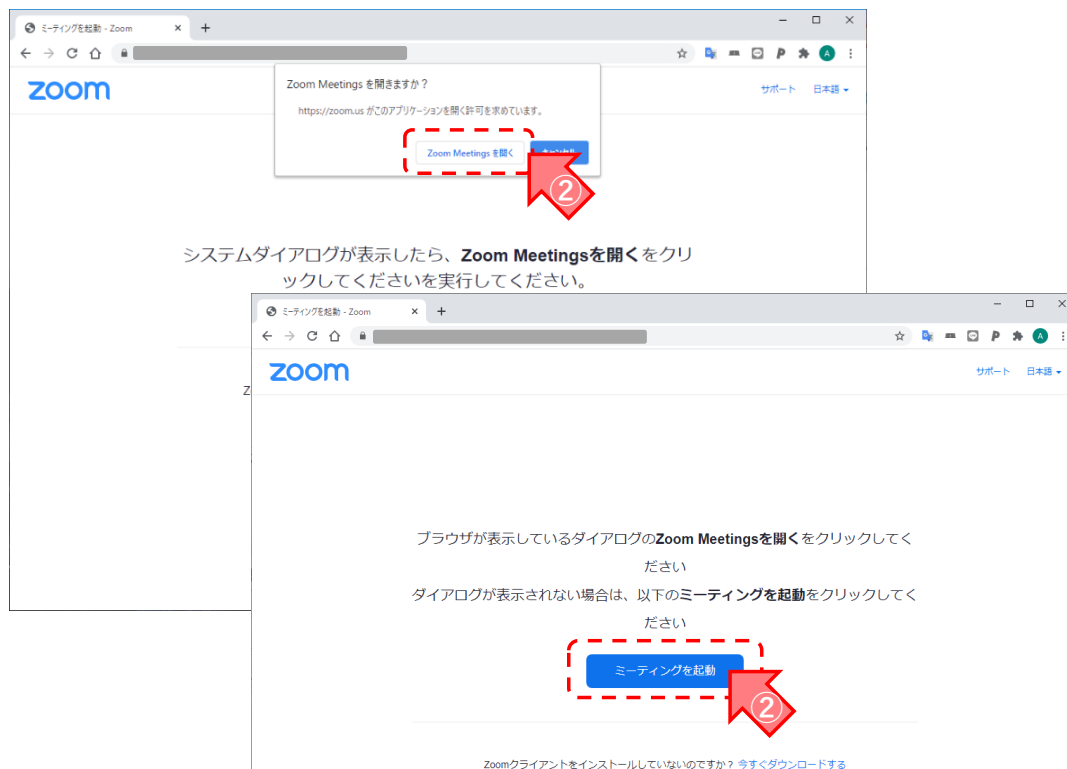 ミーティングを起動 - Zoom
zoom
サポート 日本語
Zoom Meetings を開きますか？
https://zoom.us がこのアプリケーションを開く許可を求めています。
Zoom Meetings を開く
キャンセル
②
システムダイアログが表示したら、Zoom Meetingsを開くをクリ
ックしてくださいを実行してください。
Z
ミーティングを起動 - Zoom
A
zoom
サポート 日本語
ブラウザが表示しているダイアログのZoom Meetingsを開くをクリックしてく
ださい
ダイアログが表示されない場合は、以下のミーティングを起動をクリックしてく
ださい
ミーティングを起動
②
Zoomクライアントをインストールしていないのですか？ 今すぐダウンロードする